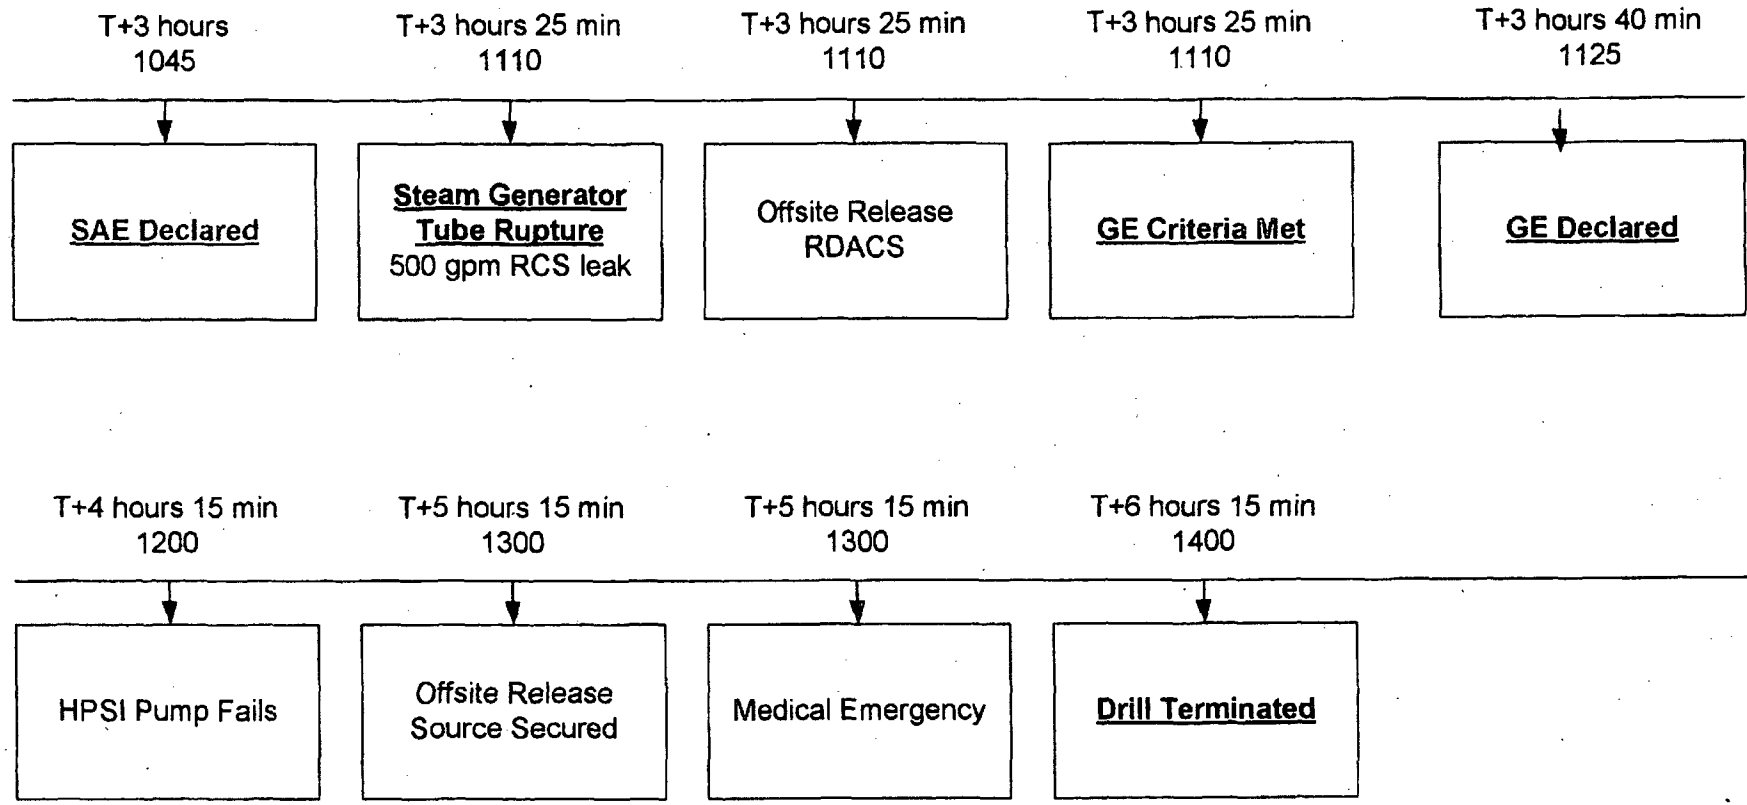 T+3 hours
1045
T+3 hours 25 min
1110
T+3 hours 25 min
1110
T+3 hours 25 min
1110
T+3 hours 40 min
1125
SAE Declared
Steam Generator
Tube Rupture
500 gpm RCS leak
Offsite Release
RDACS
GE Criteria Met
GE Declared
T+4 hours 15 min
1200
T+5 hours 15 min
1300
T+5 hours 15 min
1300
T+6 hours 15 min
1400
HPSI Pump Fails
Offsite Release
Source Secured
Medical Emergency
Drill Terminated